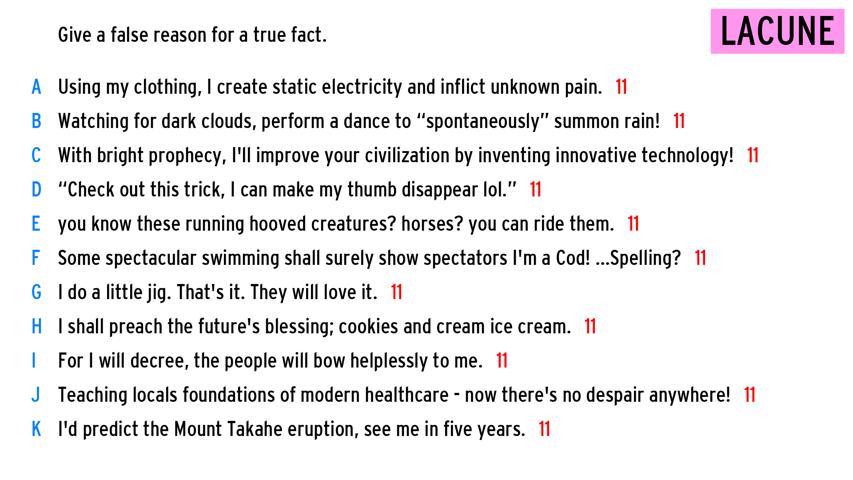 Give a false reason for a true fact.
LACUNE
A Using my clothing, I create static electricity and inflict unknown pain. 11
B Watching for dark clouds, perform a dance to “spontaneously” summon rain! 11
C With bright prophecy, I'll improve your civilization by inventing innovative technology! 11
D “Check out this trick, I can make my thumb disappear lol.” 11
E you know these running hooved creatures? horses? you can ride them. 11
F Some spectacular swimming shall surely show spectators I'm a Cod! ...Spelling? 11
G I do a little jig. That's it. They will love it. 11
H I shall preach the future's blessing; cookies and cream ice cream. 11
I For I will decree, the people will bow helplessly to me. 11
J Teaching locals foundations of modern healthcare - now there's no despair anywhere! 11
K I'd predict the Mount Takahe eruption, see me in five years. 11